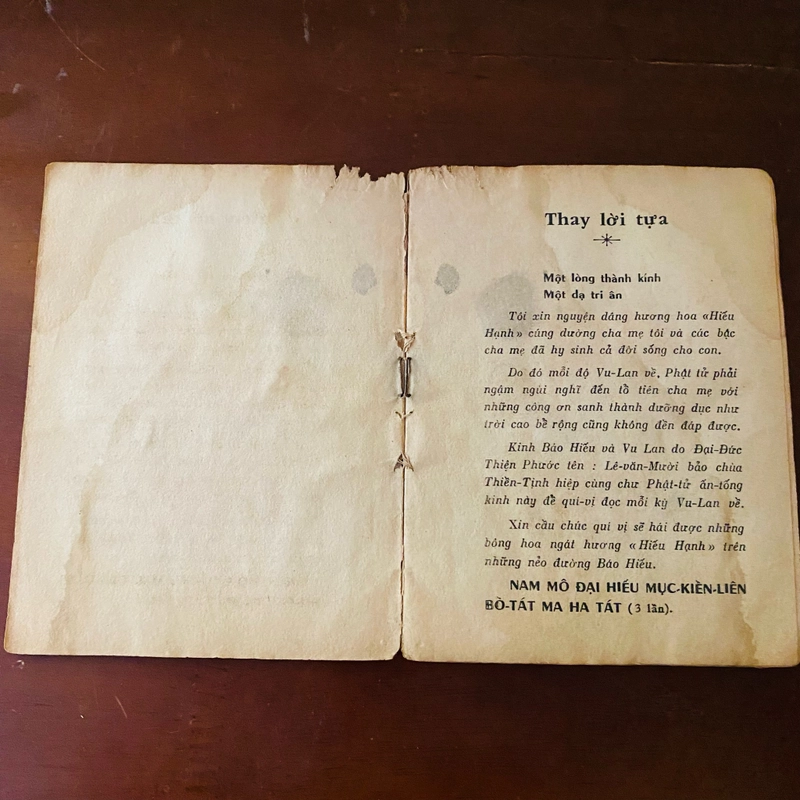 Thay lời tựa
Một lòng thành kính
Một dạ tri ân
Tôi xin nguyện dâng hương hoa «Hiếu
Hạnh» cúng dường cha mẹ tôi và các bậc
cha mẹ đã hy sinh cả đời sống cho con.
Do đó mỗi độ Vu-Lan về, Phật tử phải
ngậm ngùi nghĩ đến tổ tiên cha mẹ với
những công ơn sanh thành dưỡng dục như
trời cao bể rộng cũng không đền đáp được.
Kinh Báo Hiếu và Vu Lan do Đại-Đức
Thiện Phước tên : Lê-văn-Mười bảo chùa
Thiền-Tịnh hiệp cùng chư Phật-tử ấn-tống
kinh này để quí-vị đọc mỗi kỳ Vu-Lan về.
Xin cầu chúc quí vị sẽ hái được những
bông hoa ngát hương «Hiếu Hạnh» trên
những nẻo đường Báo Hiếu.
NAM MÔ ĐẠI HIẾU MỤC-KIỀN-LIÊN
BỒ-TÁT MA HA TÁT (3 lần).